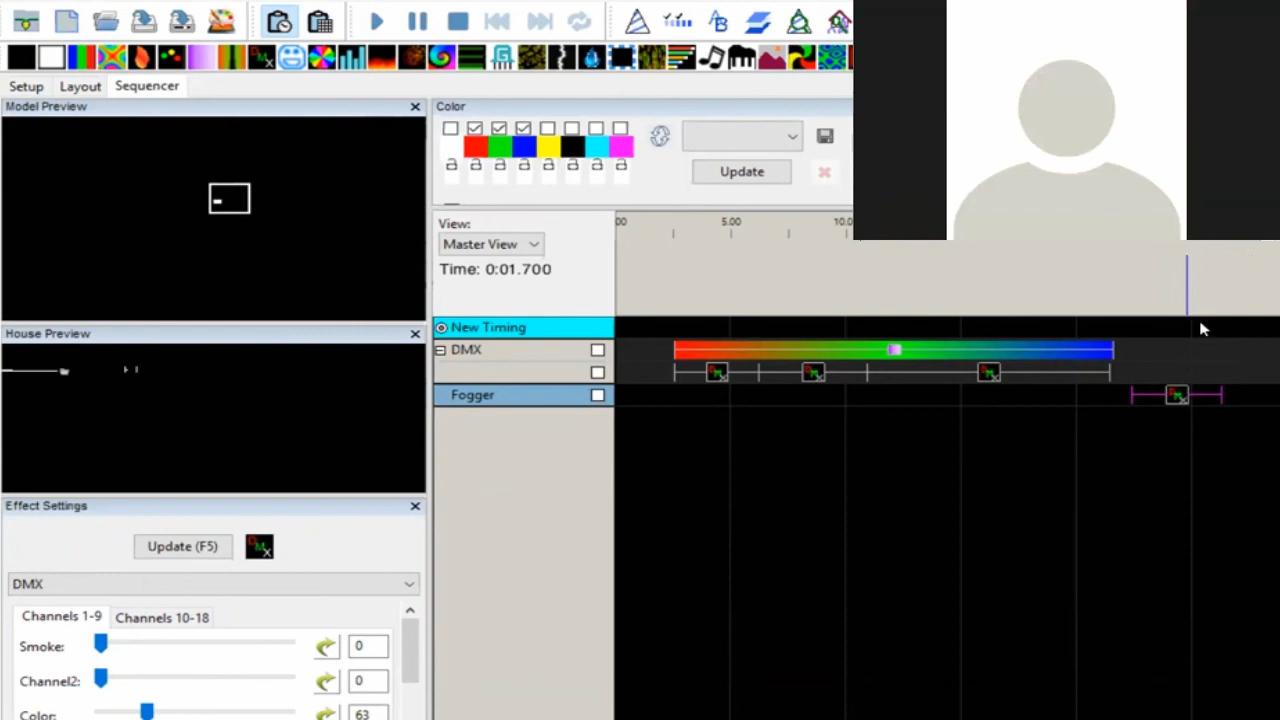 Setup Layout Sequencer
Model Preview
Color
Update
View:
Master View
Time: 0:01.700
00 5.00 10.0
New Timing
DMX
Fogger
House Preview
Effect Settings
Update (F5)
DMX
Channels 1-9 Channels 10-18
Smoke: 0
Channel2: 0
Color: 63